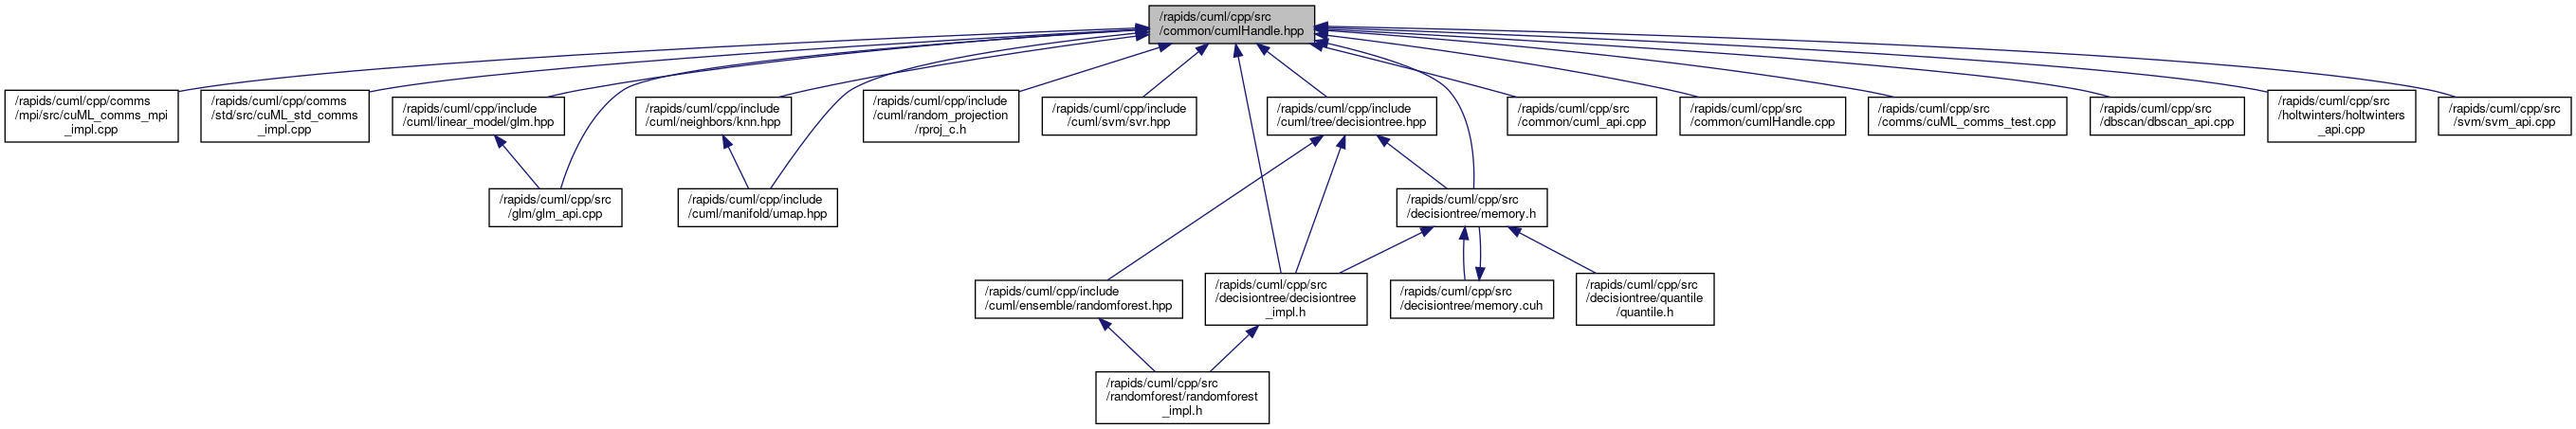 /rapids/cuml/cpp/src
/common/cumlHandle.hpp
/rapids/cuml/cpp/comms
/mpi/src/cuML_comms_mpi
_impl.cpp
/rapids/cuml/cpp/comms
/std/src/cuML_std_comms
_impl.cpp
/rapids/cuml/cpp/include
/cuml/linear_model/glm.hpp
/rapids/cuml/cpp/include
/cuml/neighbors/knn.hpp
/rapids/cuml/cpp/include
/cuml/random_projection
/rproj_c.h
/rapids/cuml/cpp/include
/cuml/svm/svr.hpp
/rapids/cuml/cpp/include
/cuml/tree/decisiontree.hpp
/rapids/cuml/cpp/src
/common/cuml_api.cpp
/rapids/cuml/cpp/src
/common/cumlHandle.cpp
/rapids/cuml/cpp/src
/comms/cuML_comms_test.cpp
/rapids/cuml/cpp/src
/dbscan/dbscan_api.cpp
/rapids/cuml/cpp/src
/holtwinters/holtwinters
_api.cpp
/rapids/cuml/cpp/src
/svm/svm_api.cpp
/rapids/cuml/cpp/src
/glm/glm_api.cpp
/rapids/cuml/cpp/include
/cuml/manifold/umap.hpp
/rapids/cuml/cpp/src
/decisiontree/memory.h
/rapids/cuml/cpp/include
/cuml/ensemble/randomforest.hpp
/rapids/cuml/cpp/src
/decisiontree/decisiontree
_impl.h
/rapids/cuml/cpp/src
/decisiontree/memory.cuh
/rapids/cuml/cpp/src
/decisiontree/quantile
/quantile.h
/rapids/cuml/cpp/src
/randomforest/randomforest
_impl.h